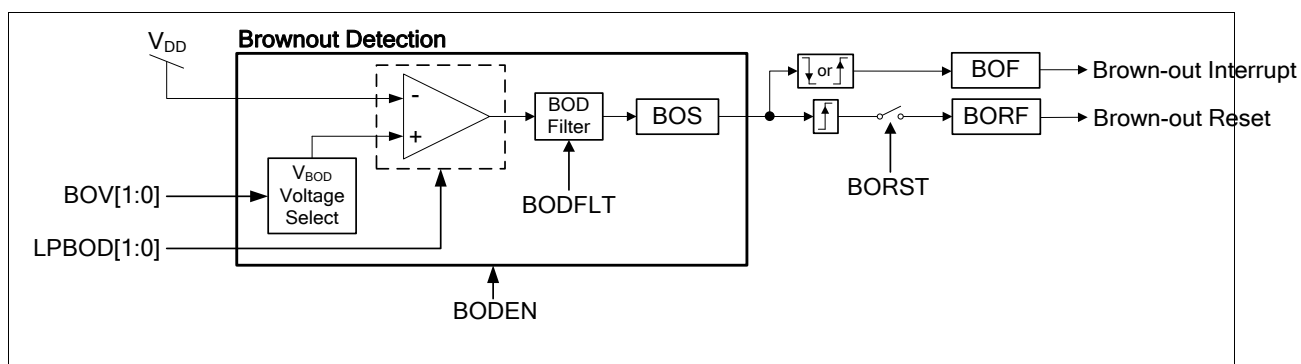 Brownout Detection
VDD
-
+
BOD
Filter
BOS
or
BOF
Brown-out Interrupt
BORF
Brown-out Reset
BORST
BODFLT
VBOD
Voltage
Select
BOV[1:0]
LPBOD[1:0]
BODEN